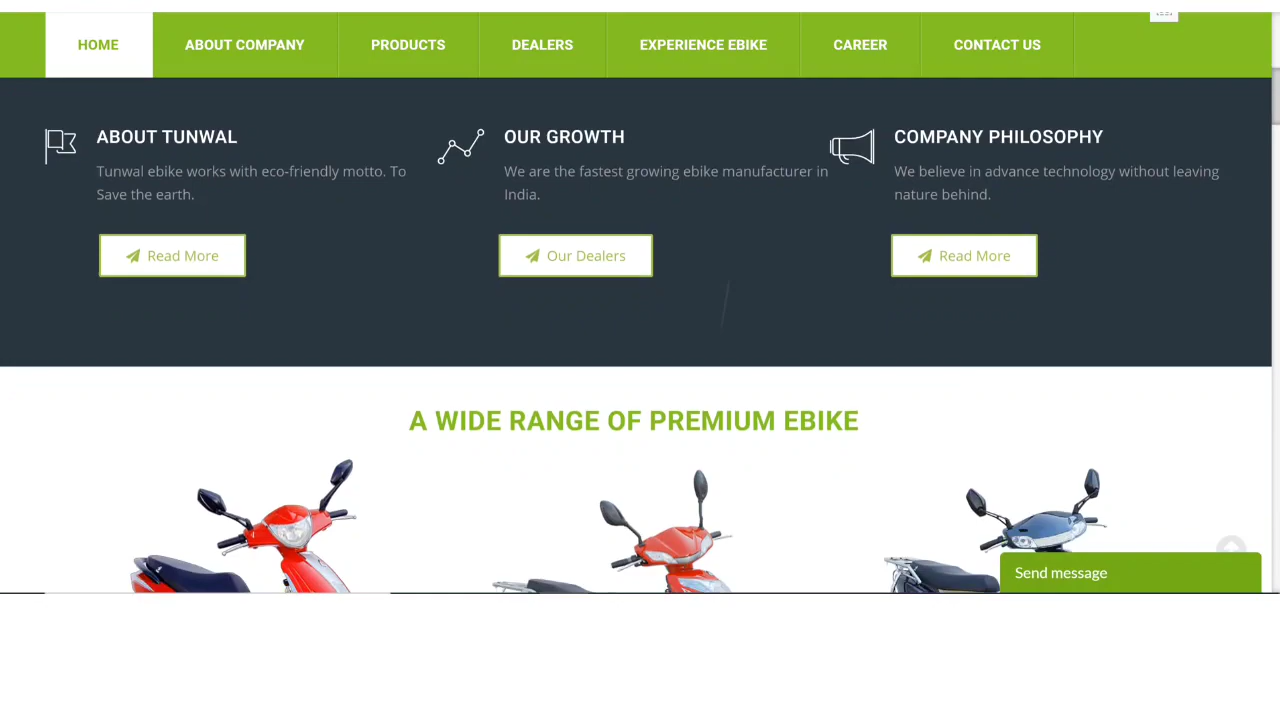 HOME ABOUT COMPANY PRODUCTS DEALERS EXPERIENCE EBIKE CAREER CONTACT US
ABOUT TUNWAL
Tunwal ebike works with eco-friendly motto. To
Save the earth.
Read More
OUR GROWTH
We are the fastest growing ebike manufacturer in
India.
Our Dealers
COMPANY PHILOSOPHY
We believe in advance technology without leaving
nature behind.
Read More
A WIDE RANGE OF PREMIUM EBIKE
Send message